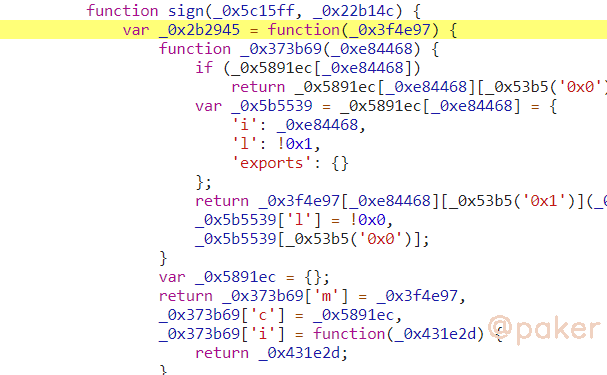 function sign(_0x5c15ff, _0x22b14c) {
var _0x2b2945 = function(_0x3f4e97) {
function _0x373b69(_0xe84468) {
if (_0x5891ec[_0xe84468])
return _0x5891ec[_0xe84468][_0x53b5('0x0')
var _0x5b5539 = _0x5891ec[_0xe84468] = {
'i': _0xe84468,
'l': !0x1,
'exports': {}
};
return _0x3f4e97[_0xe84468][_0x53b5('0x1')](_0
_0x5b5539['l'] = !0x0,
_0x5b5539[_0x53b5('0x0')];
}
var _0x5891ec = {};
return _0x373b69['m'] = _0x3f4e97,
_0x373b69['c'] = _0x5891ec,
_0x373b69['i'] = function(_0x431e2d) {
return _0x431e2d;
}
@paker